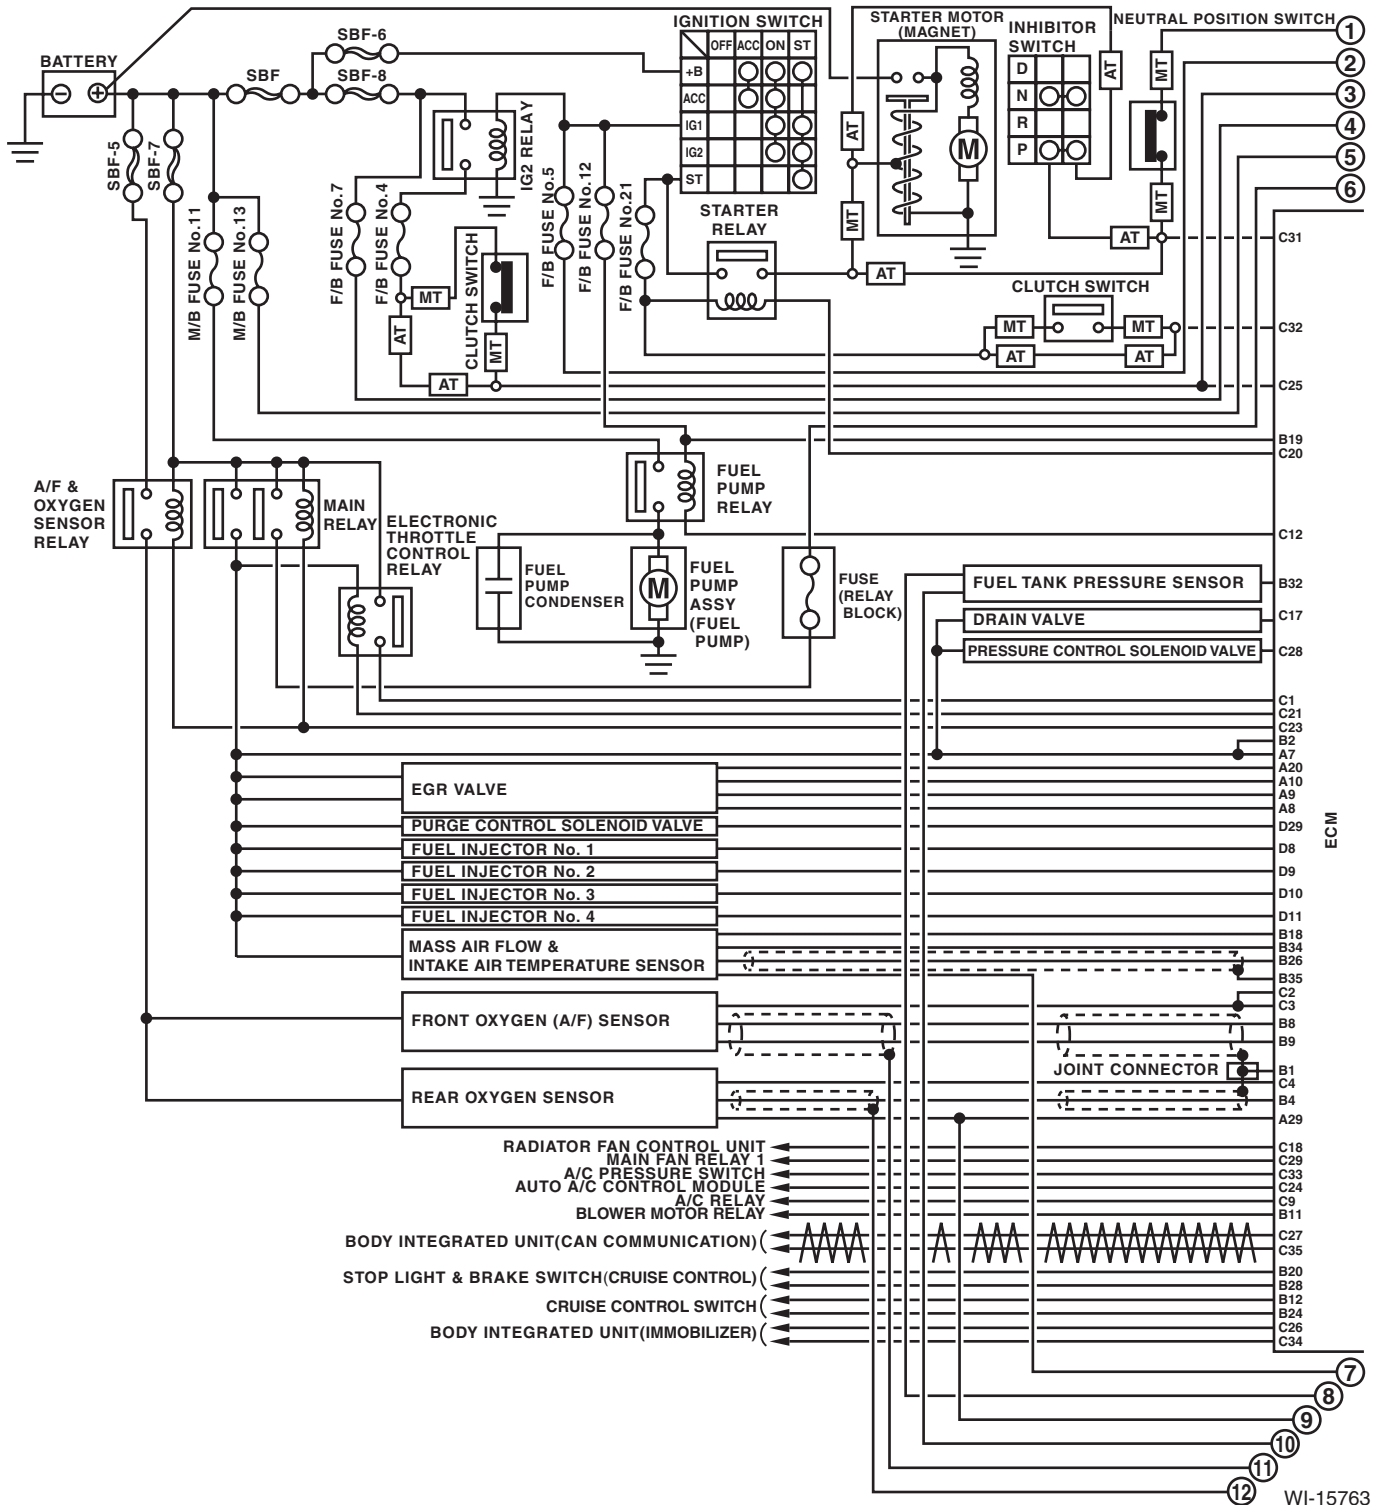 IGNITION SWITCH
OFF ACC ON ST
+B
ACC
IG1
IG2
ST
STARTER MOTOR
(MAGNET)
M
INHIBITOR
SWITCH
D
N
R
P
AT
NEUTRAL POSITION SWITCH
MT
MT
1
2
3
4
5
6
BATTERY
SBF
SBF-6
SBF-8
SBF-5
SBF-7
IG2 RELAY
M/B FUSE No.11
M/B FUSE No.13
F/B FUSE No.7
F/B FUSE No.4
F/B FUSE No.5
F/B FUSE No.12
F/B FUSE No.21
CLUTCH SWITCH
MT
AT
MT
AT
STARTER
RELAY
AT
MT
AT
AT
CLUTCH SWITCH
MT
MT
AT
AT
C31
C32
C25
B19
C20
A/F &
OXYGEN
SENSOR
RELAY
MAIN
RELAY
ELECTRONIC
THROTTLE
CONTROL
RELAY
FUEL
PUMP
RELAY
C12
FUEL
PUMP
CONDENSER
M
FUEL
PUMP
ASSY
(FUEL
PUMP)
FUSE
(RELAY
BLOCK)
FUEL TANK PRESSURE SENSOR
B32
DRAIN VALVE
C17
PRESSURE CONTROL SOLENOID VALVE
C28
C1
C21
C23
B2
A7
EGR VALVE
A20
A10
A9
A8
ECM
PURGE CONTROL SOLENOID VALVE
D29
FUEL INJECTOR No. 1
D8
FUEL INJECTOR No. 2
D9
FUEL INJECTOR No. 3
D10
FUEL INJECTOR No. 4
D11
MASS AIR FLOW &
INTAKE AIR TEMPERATURE SENSOR
B18
B34
B26
B35
FRONT OXYGEN (A/F) SENSOR
C2
C3
B8
B9
JOINT CONNECTOR
B1
REAR OXYGEN SENSOR
C4
B4
A29
RADIATOR FAN CONTROL UNIT
C18
MAIN FAN RELAY 1
C29
A/C PRESSURE SWITCH
C33
AUTO A/C CONTROL MODULE
C24
A/C RELAY
C9
BLOWER MOTOR RELAY
B11
BODY INTEGRATED UNIT(CAN COMMUNICATION)(
C27
C35
STOP LIGHT & BRAKE SWITCH(CRUISE CONTROL)(
B20
B28
CRUISE CONTROL SWITCH(
B12
B24
BODY INTEGRATED UNIT(IMMOBILIZER)(
C26
C34
7
8
9
10
11
12
WI-15763